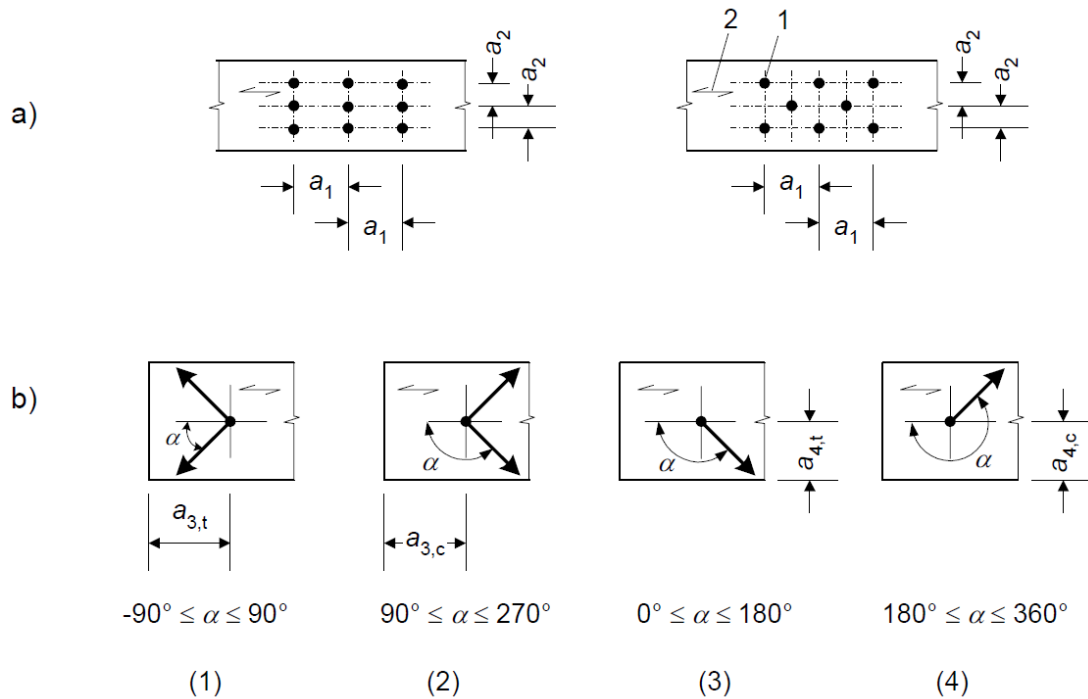 2 1
a₂ a₂ a₂ a₂
a)
a₁ a₁
a₁ a₁
b)
α α α a₄,t α a₄,c
a₃,t a₃,c
-90° ≤ α ≤ 90° 90° ≤ α ≤ 270° 0° ≤ α ≤ 180° 180° ≤ α ≤ 360°
(1) (2) (3) (4)